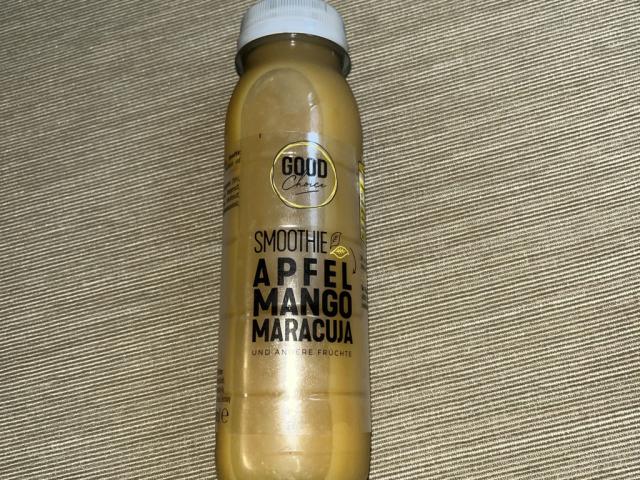 GOOD
Choice
SMOOTHIE
APFEL
MANGO
MARACUJA
UND ANDERE FRÜCHTE